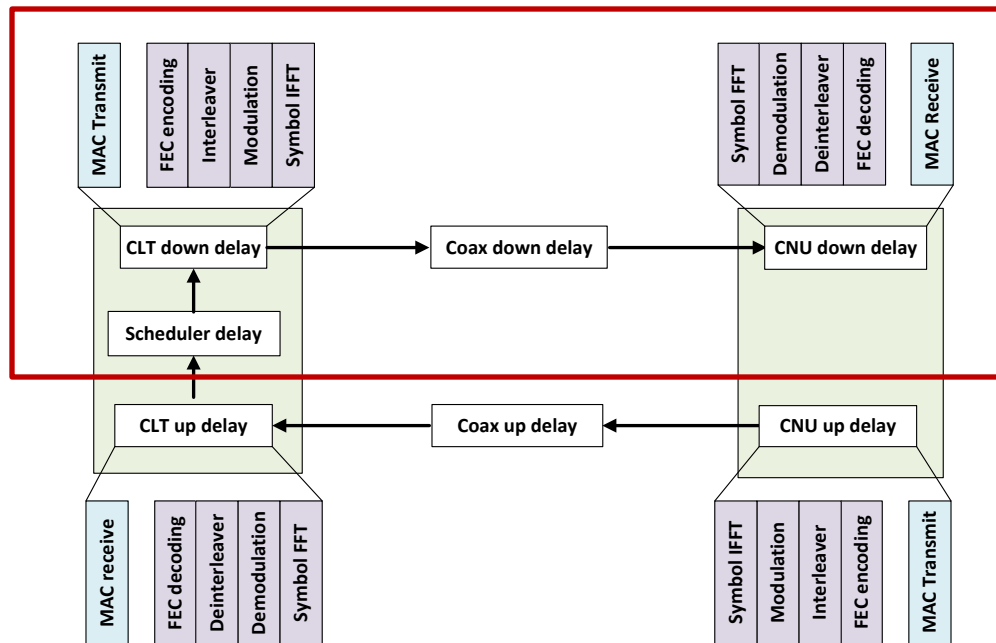 MAC Transmit
FEC encoding
Interleaver
Modulation
Symbol IFFT
Symbol FFT
Demodulation
Deinterleaver
FEC decoding
MAC Receive
CLT down delay
Coax down delay
CNU down delay
Scheduler delay
CLT up delay
Coax up delay
CNU up delay
MAC receive
FEC decoding
Deinterleaver
Demodulation
Symbol FFT
Symbol IFFT
Modulation
Interleaver
FEC encoding
MAC Transmit